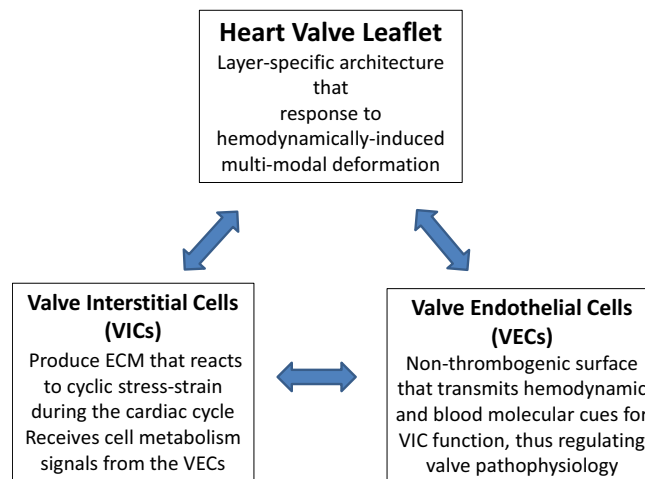 Heart Valve Leaflet
Layer-specific architecture
that
response to
hemodynamically-induced
multi-modal deformation
Valve Interstitial Cells
(VICs)
Produce ECM that reacts
to cyclic stress-strain
during the cardiac cycle
Receives cell metabolism
signals from the VECs
Valve Endothelial Cells
(VECs)
Non-thrombogenic surface
that transmits hemodynamic
and blood molecular cues for
VIC function, thus regulating
valve pathophysiology